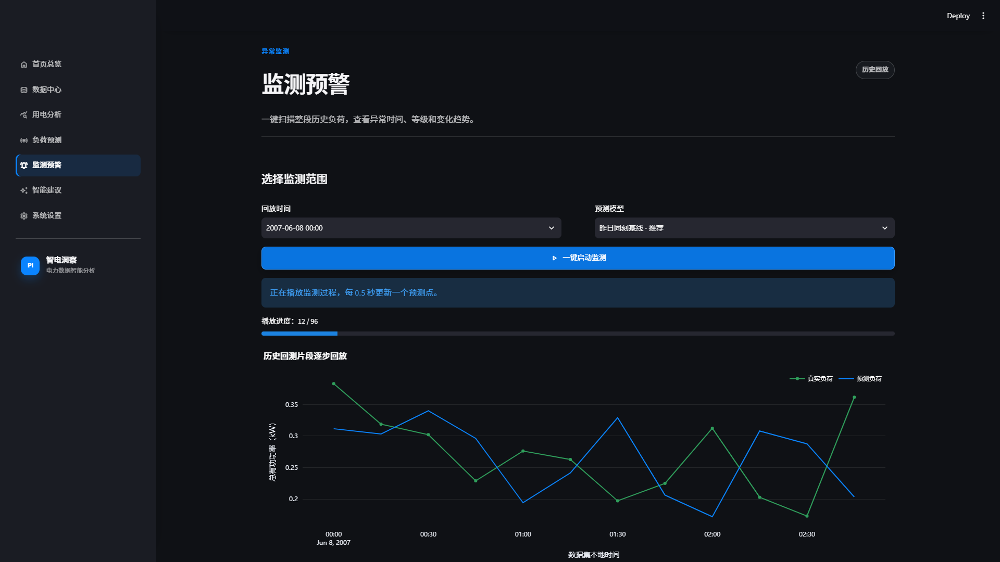 Deploy
首页总览
数据中心
用电分析
负荷预测
监测预警
智能建议
系统设置
PI
智电洞察
电力数据智能分析
异常监测
监测预警
历史回放
一键扫描整段历史负荷，查看异常时间、等级和变化趋势。
选择监测范围
回放时间
预测模型
2007-06-08 00:00
昨日同刻基线 · 推荐
一键启动监测
正在播放监测过程，每 0.5 秒更新一个预测点。
播放进度：12 / 96
历史回测片段逐步回放
真实负荷
预测负荷
总有功功率（kW）
0.35
0.3
0.25
0.2
00:00
00:30
01:00
01:30
02:00
02:30
Jun 8, 2007
数据集本地时间